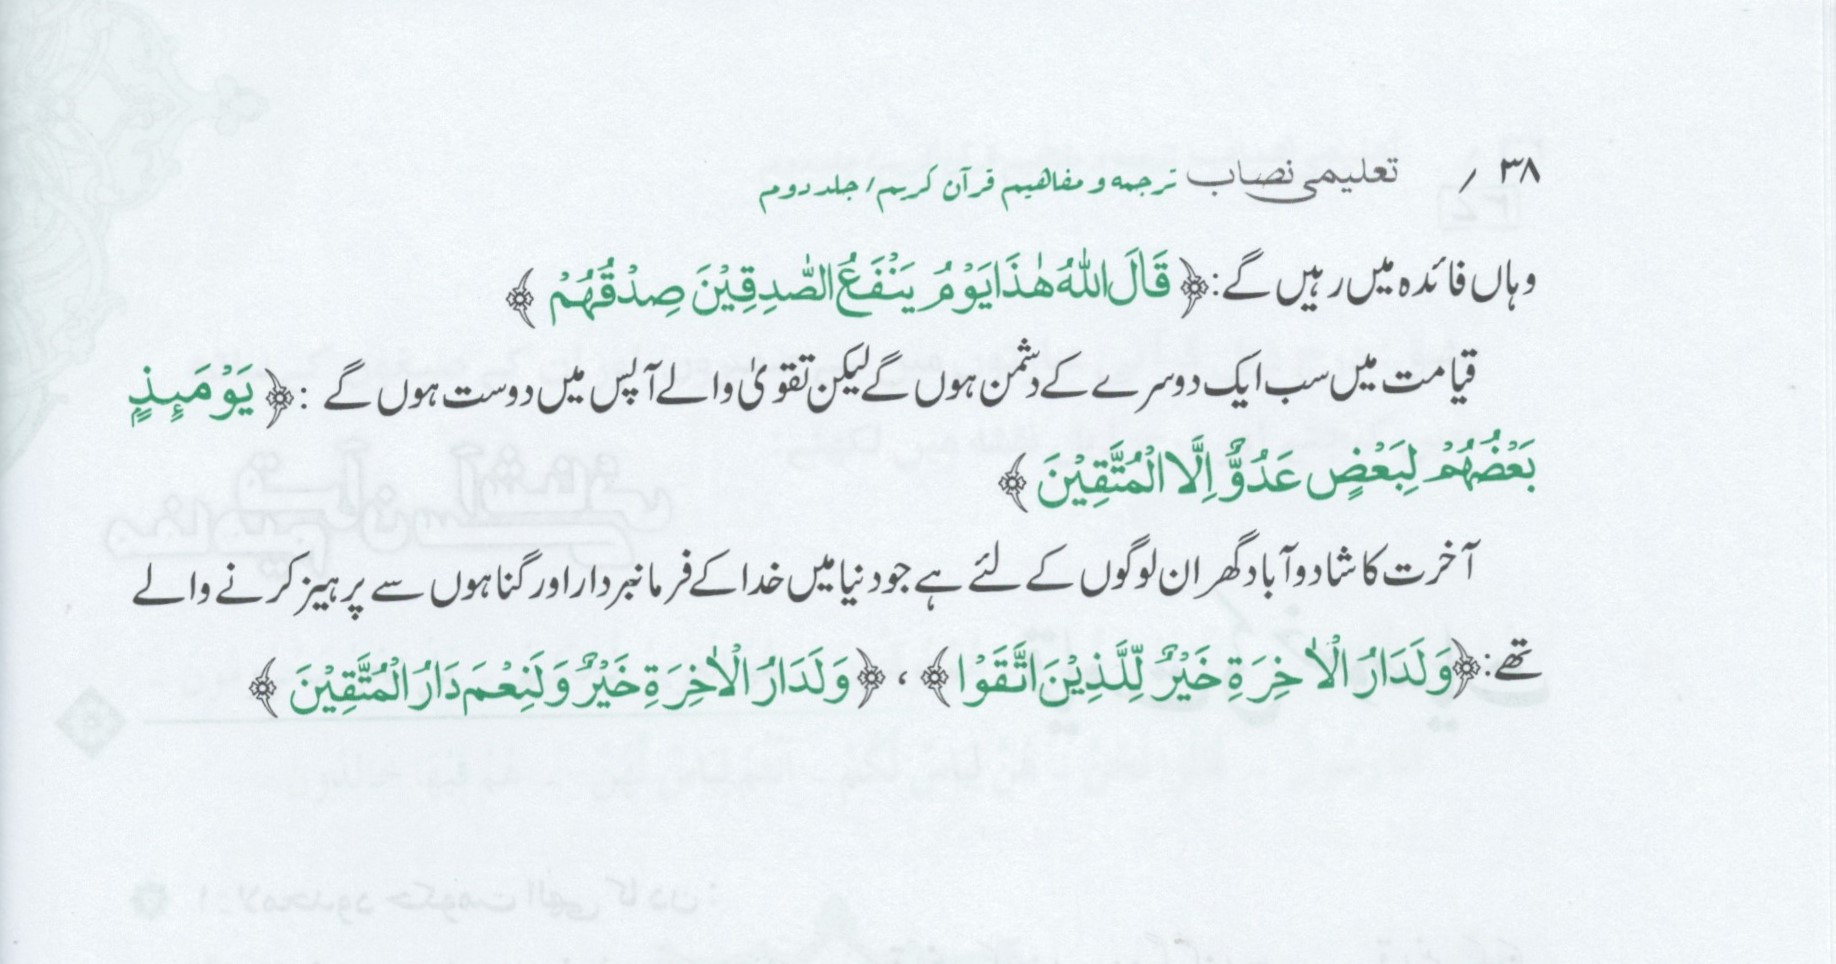 ۳۸ / تعلیمی نصاب ترجمه و مفاهیم قرآن کریم/ جلد دوم
وہاں فائدہ میں رہیں گے: ﴿قَالَ اللّٰهُ هٰذَا يَوْمُ يَنْفَعُ الصّٰدِقِيْنَ صِدْقُهُمْ﴾
قیامت میں سب ایک دوسرے کے دشمن ہوں گے لیکن تقویٰ والے آپس میں دوست ہوں گے : ﴿يَوْمَئِذٍ
بَعْضُهُمْ لِبَعْضٍ عَدُوٌّ اِلَّا الْمُتَّقِيْنَ﴾
آخرت کا شاد و آباد گھر ان لوگوں کے لئے ہے جو دنیا میں خدا کے فرمانبردار اور گناہوں سے پرہیز کرنے والے
تھے: ﴿وَلَدَارُ الْاٰخِرَةِ خَيْرٌ لِّلَّذِيْنَ اتَّقَوْا﴾ ، ﴿وَلَدَارُ الْاٰخِرَةِ خَيْرٌ وَلَنِعْمَ دَارُ الْمُتَّقِيْنَ﴾